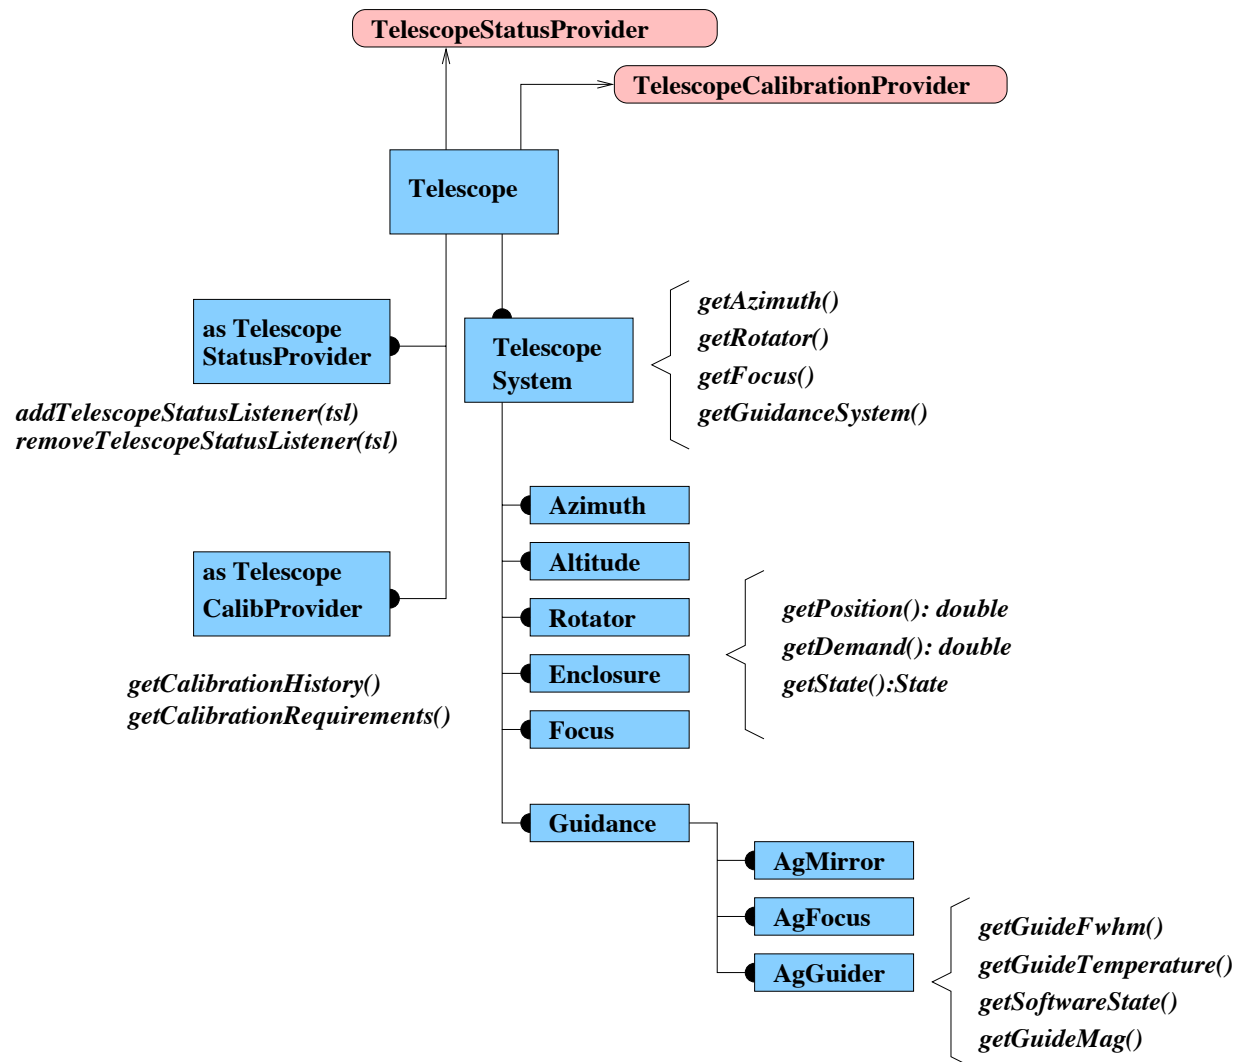 TelescopeStatusProvider
TelescopeCalibrationProvider
Telescope
as Telescope
StatusProvider
addTelescopeStatusListener(tsl)
removeTelescopeStatusListener(tsl)
Telescope
System
getAzimuth()
getRotator()
getFocus()
getGuidanceSystem()
as Telescope
CalibProvider
getCalibrationHistory()
getCalibrationRequirements()
Azimuth
Altitude
Rotator
Enclosure
Focus
getPosition(): double
getDemand(): double
getState():State
Guidance
AgMirror
AgFocus
AgGuider
getGuideFwhm()
getGuideTemperature()
getSoftwareState()
getGuideMag()